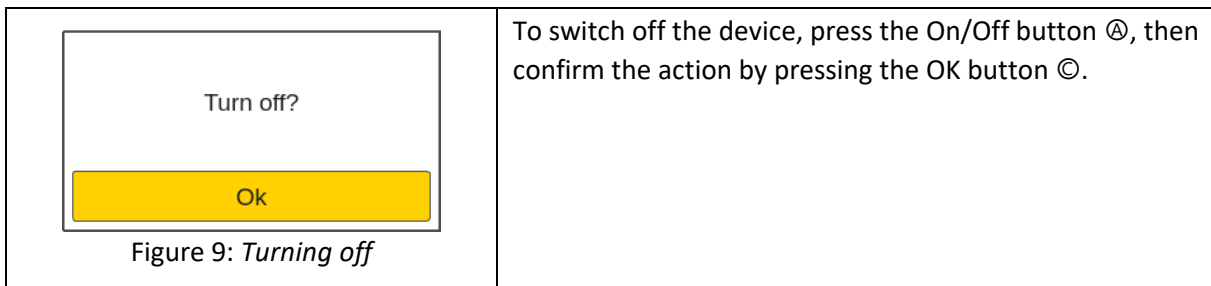 Turn off?
Ok
Figure 9: Turning off
To switch off the device, press the On/Off button Ⓐ, then
confirm the action by pressing the OK button ©.